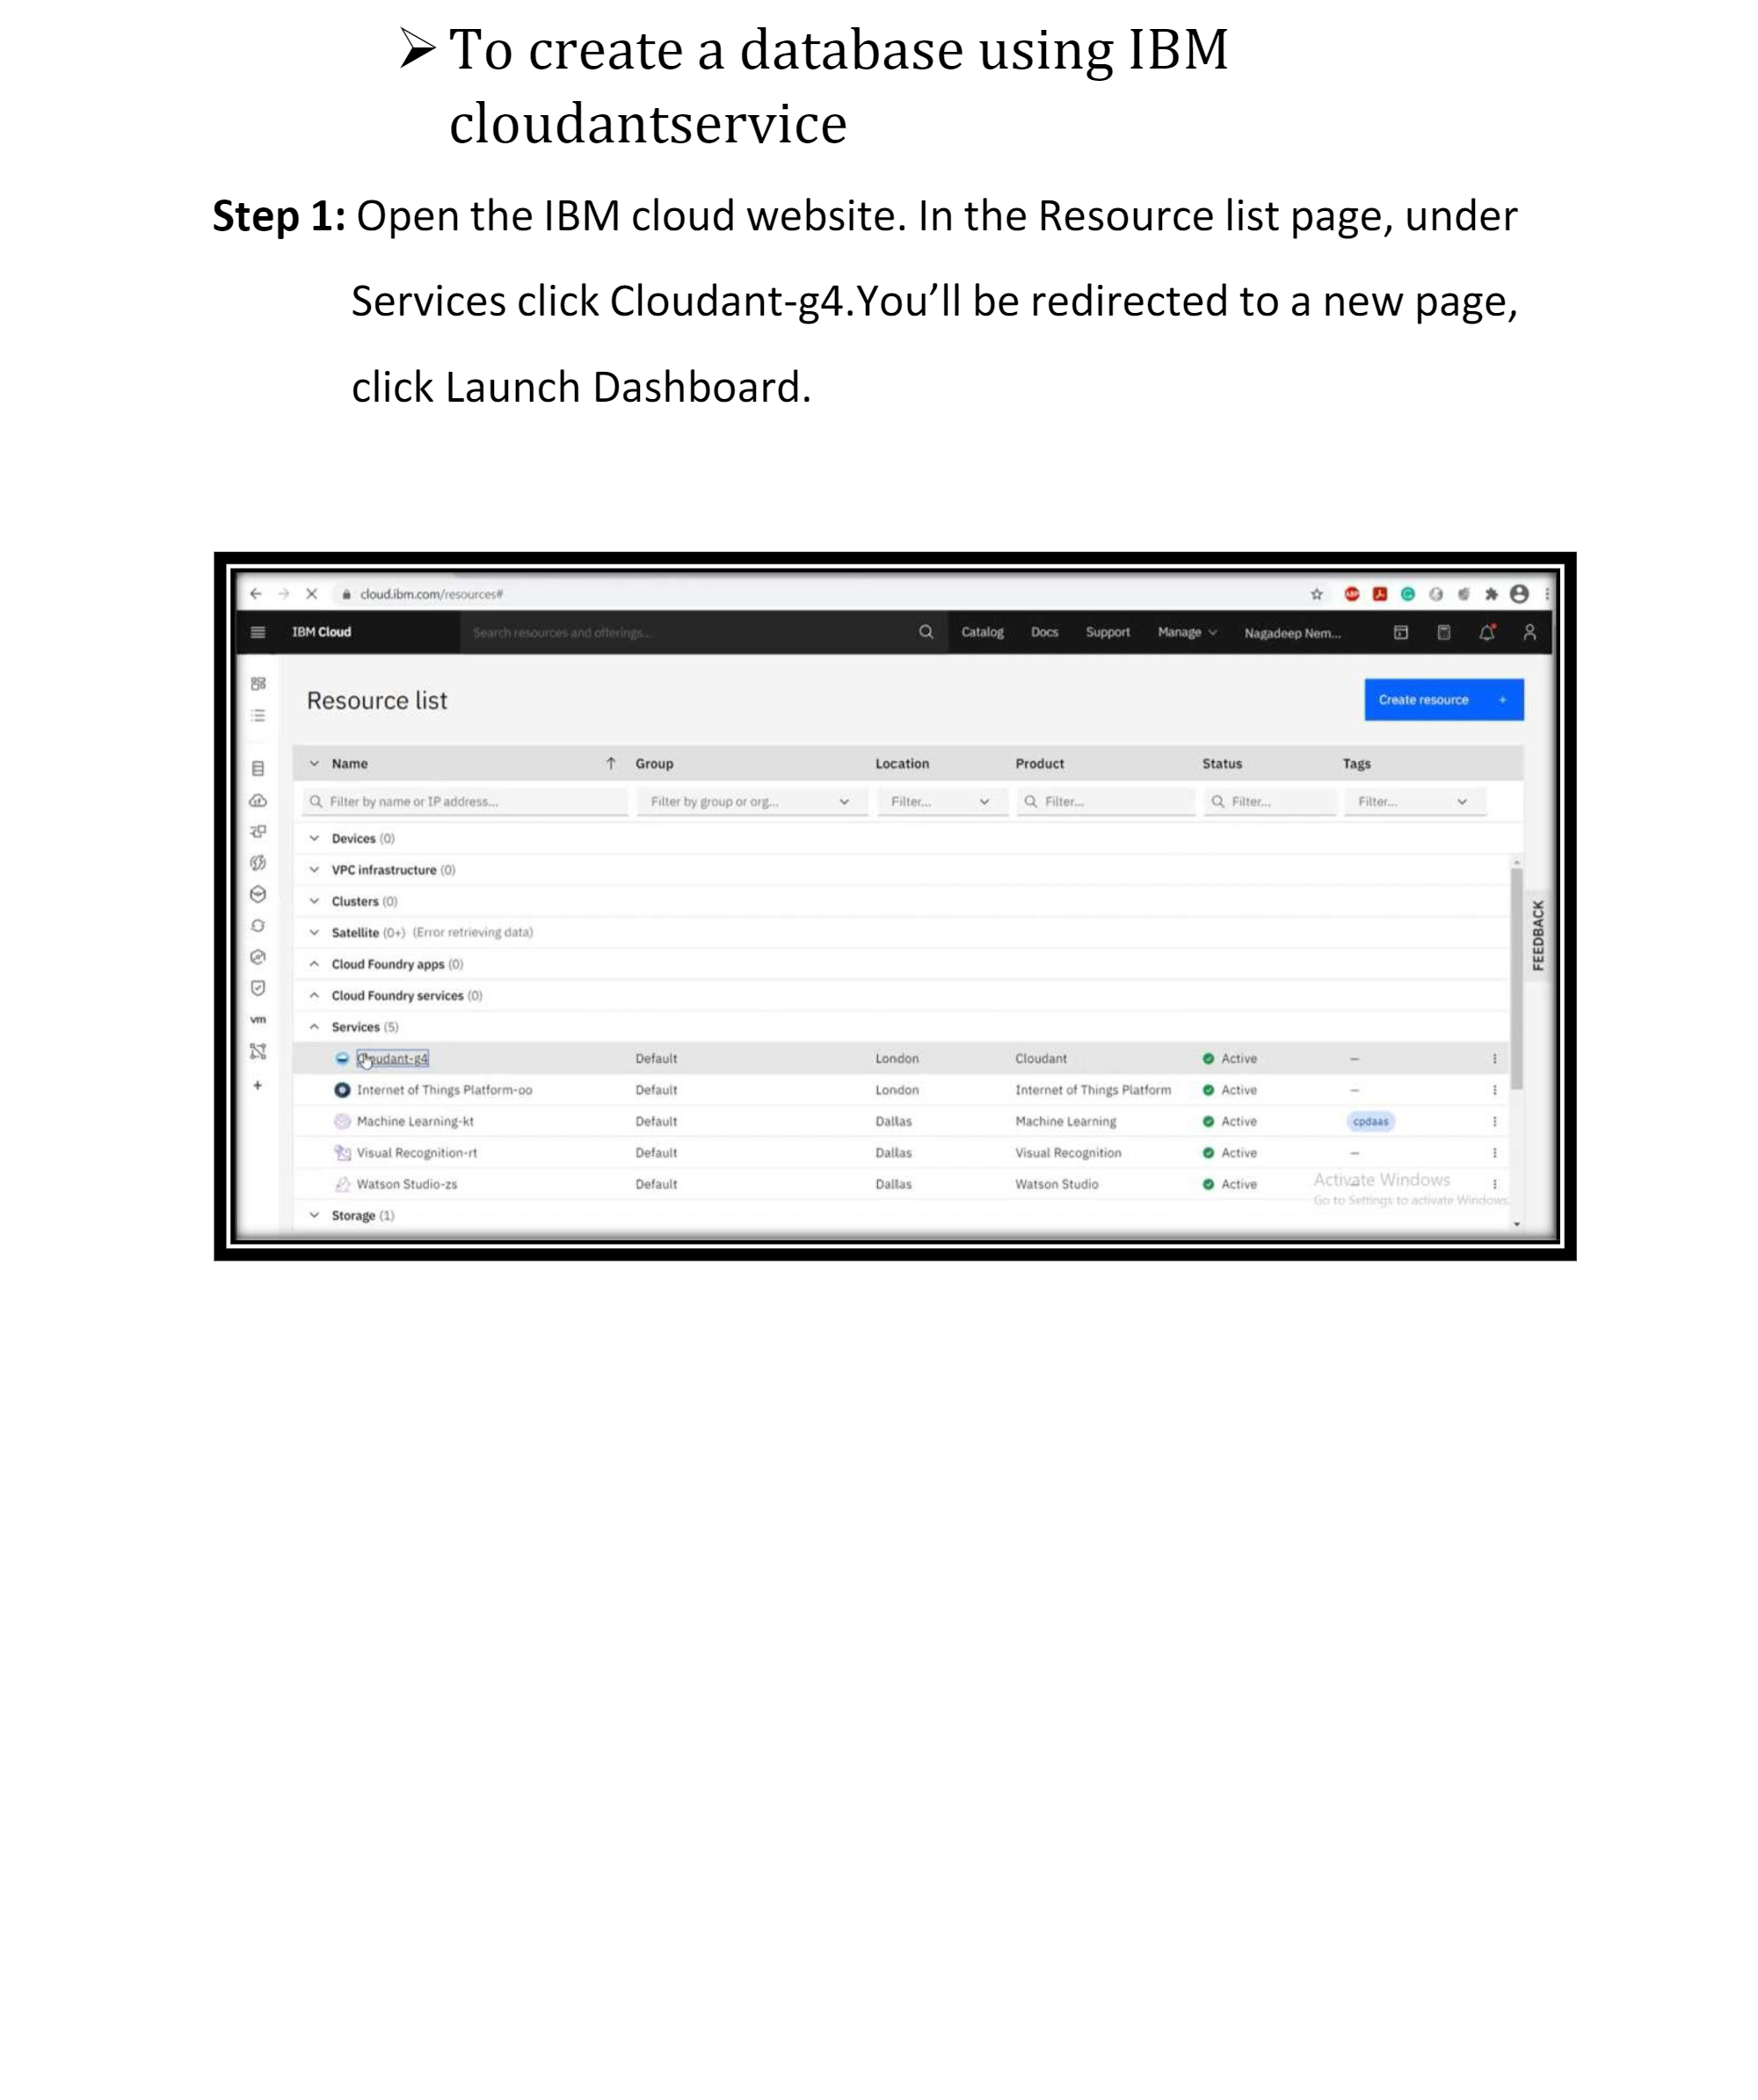 ➢ To create a database using IBM
cloudantservice
Step 1: Open the IBM cloud website. In the Resource list page, under
Services click Cloudant-g4.You’ll be redirected to a new page,
click Launch Dashboard.
cloud.ibm.com/resources#
IBM Cloud Search resources and offerings... Catalog Docs Support Manage Nagadeep Nem...
Resource list Create resource +
Name Group Location Product Status Tags
Filter by name or IP address... Filter by group or org... Filter... Filter... Filter... Filter...
Devices (0)
VPC infrastructure (0)
Clusters (0)
FEEDBACK
Satellite (0+) (Error retrieving data)
Cloud Foundry apps (0)
Cloud Foundry services (0)
vm
Services (5)
Cloudant-g4 Default London Cloudant Active –
Internet of Things Platform-oo Default London Internet of Things Platform Active –
Machine Learning-kt Default Dallas Machine Learning Active cpdaas
Visual Recognition-rt Default Dallas Visual Recognition Active –
Watson Studio-zs Default Dallas Watson Studio Active –
Activate Windows
Go to Settings to activate Windows.
Storage (1)